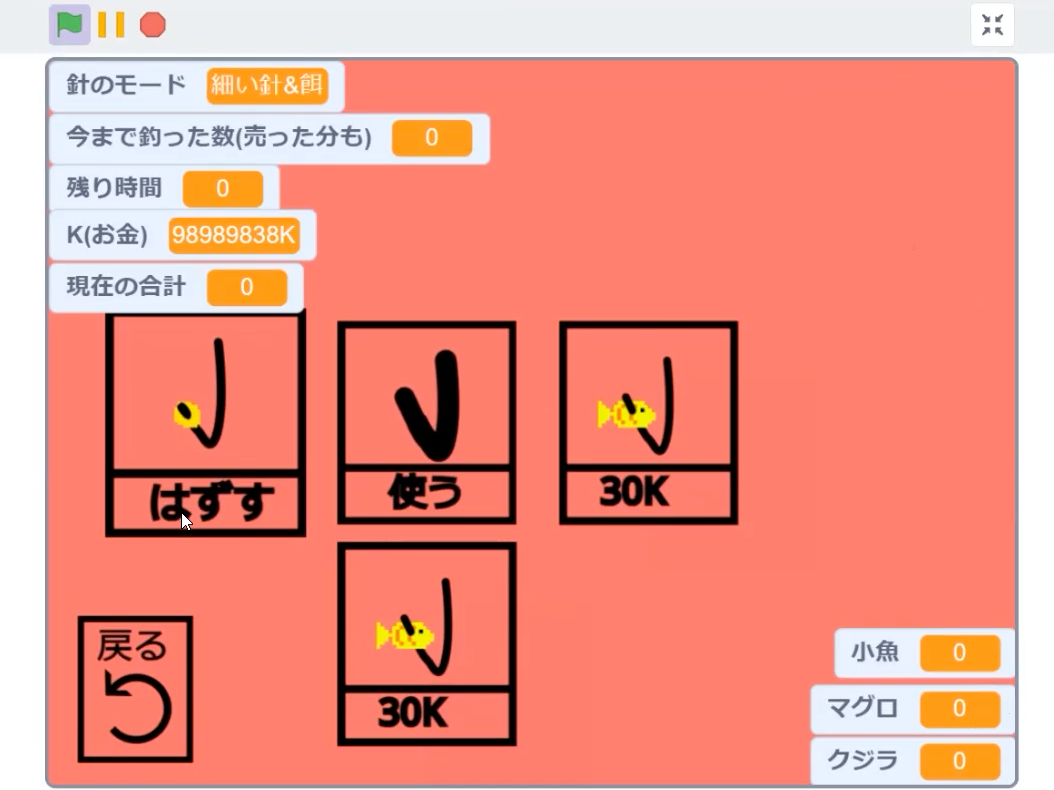 針のモード 細い針&餌
今まで釣った数(売った分も) 0
残り時間 0
K(お金) 98989838K
現在の合計 0
はずす 使う 30K
30K
戻る
小魚 0
マグロ 0
クジラ 0